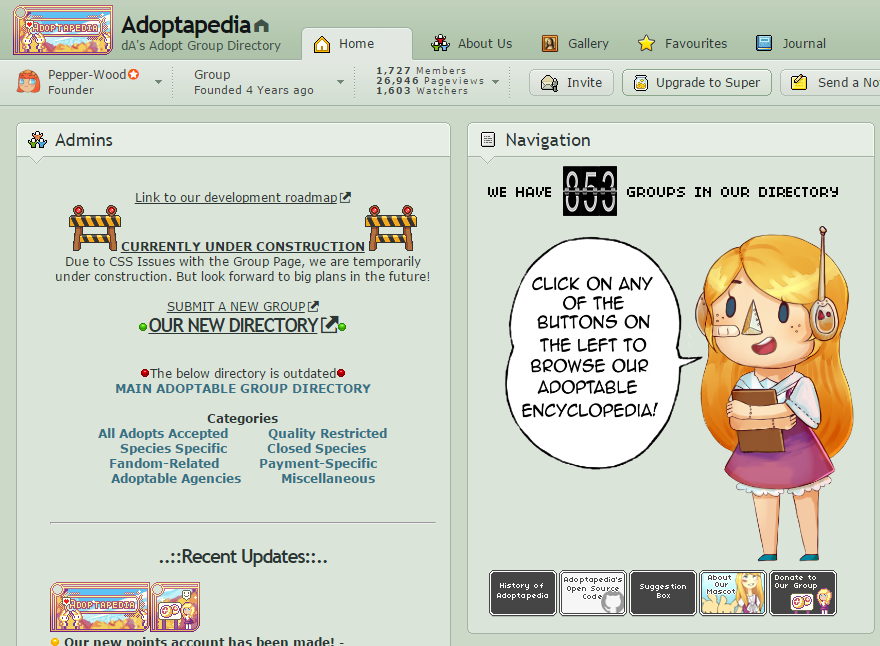 ADOPTAPEDIA
Adoptapedia
dA's Adopt Group Directory
Home
About Us
Gallery
Favourites
Journal
Pepper-Wood
Founder
Group
Founded 4 Years ago
1,727 Members
26,946 Pageviews
1,603 Watchers
Invite
Upgrade to Super
Send a No
Admins
Link to our development roadmap
CURRENTLY UNDER CONSTRUCTION
Due to CSS Issues with the Group Page, we are temporarily
under construction. But look forward to big plans in the future!
SUBMIT A NEW GROUP
OUR NEW DIRECTORY
The below directory is outdated
MAIN ADOPTABLE GROUP DIRECTORY
Categories
All Adopts Accepted Quality Restricted
Species Specific Closed Species
Fandom-Related Payment-Specific
Adoptable Agencies Miscellaneous
..::Recent Updates::..
ADOPTAPEDIA
Our new points account has been made! -
Navigation
WE HAVE 853 GROUPS IN OUR DIRECTORY
CLICK ON ANY
OF THE
BUTTONS ON
THE LEFT TO
BROWSE OUR
ADOPTABLE
ENCYCLOPEDIA!
History of
Adoptapedia
Adoptapedia's
Open Source
Code
Suggestion
Box
About
Our
Mascot
Donate to
Our Group